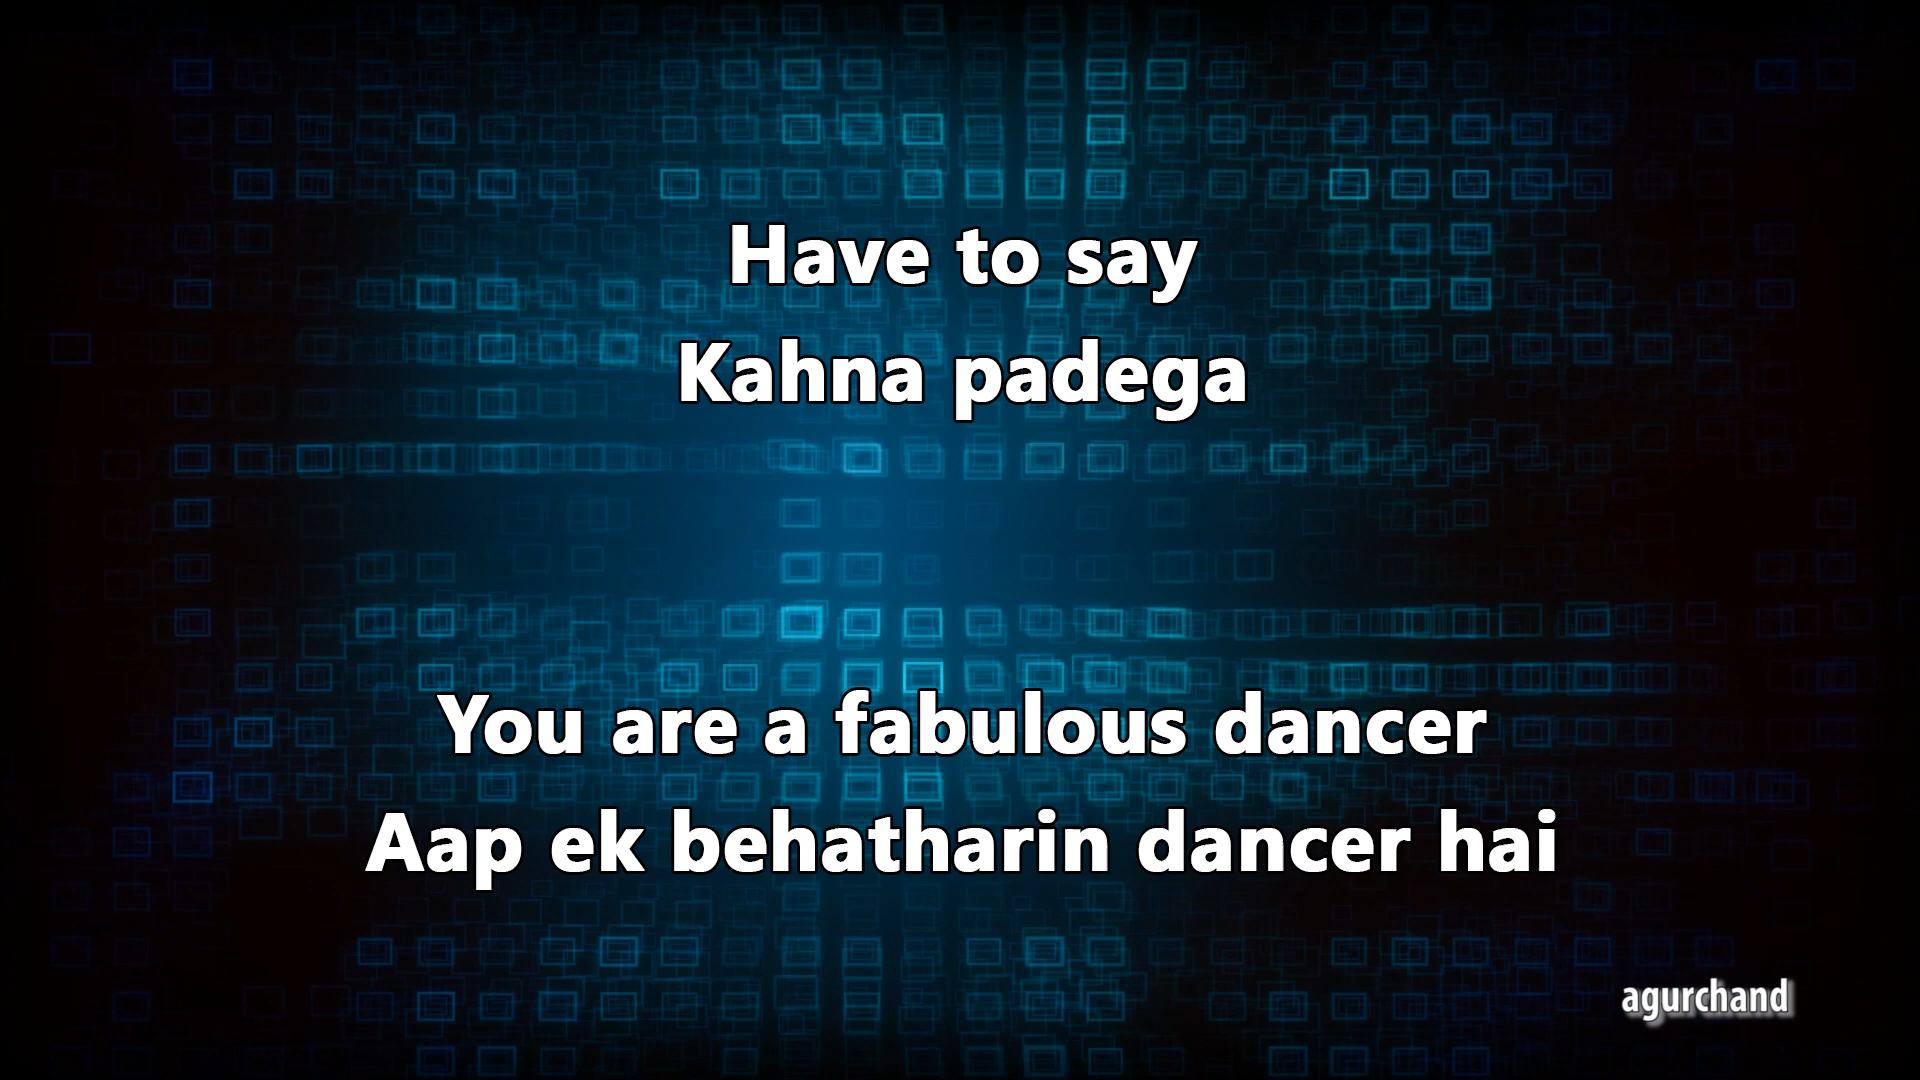 Have to say
Kahna padega
You are a fabulous dancer
Aap ek behatharin dancer hai
agurchand